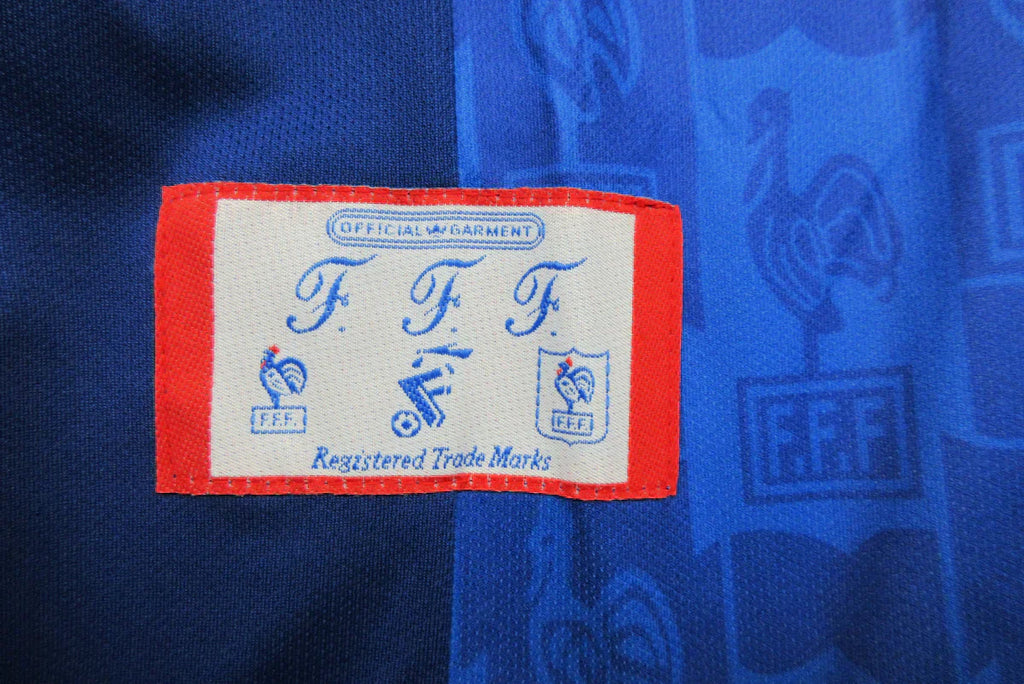 OFFICIAL GARMENT
F. F. F.
F.F.F.
F.F.F.
Registered Trade Marks
F.F.F